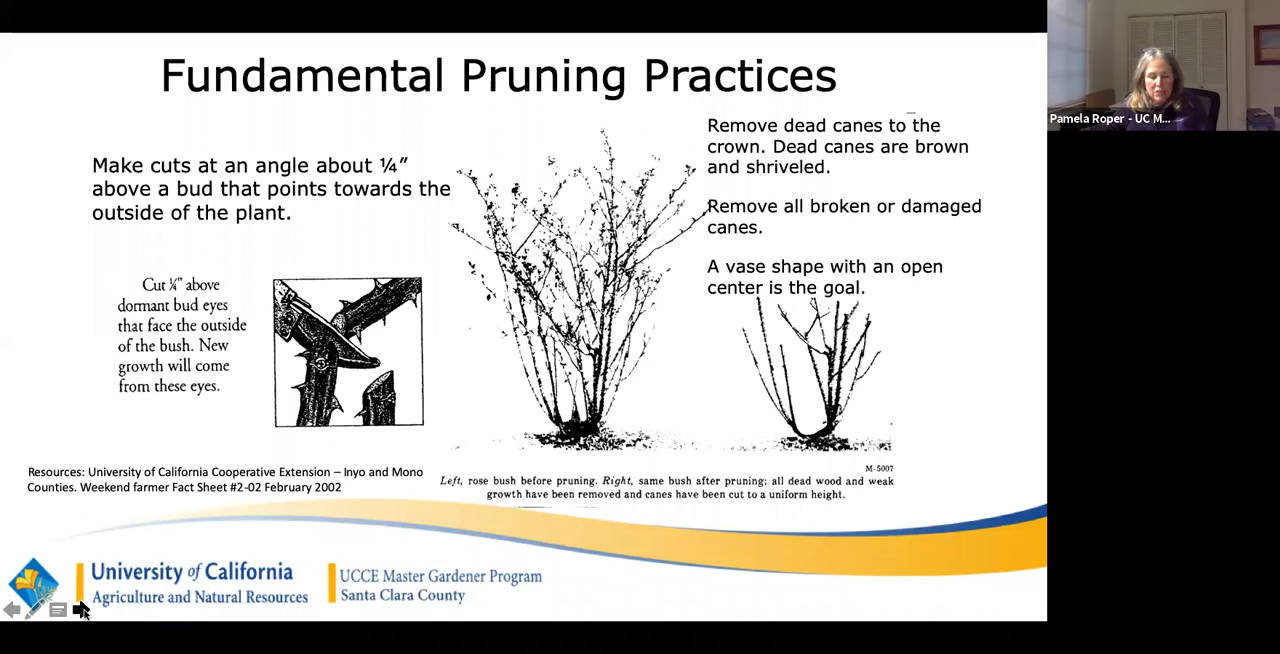 Fundamental Pruning Practices
Make cuts at an angle about ¼”
above a bud that points towards the
outside of the plant.
Cut ¼" above
dormant bud eyes
that face the outside
of the bush. New
growth will come
from these eyes.
Remove dead canes to the
crown. Dead canes are brown
and shriveled.
Remove all broken or damaged
canes.
A vase shape with an open
center is the goal.
M-5007
Left, rose bush before pruning. Right, same bush after pruning; all dead wood and weak
growth have been removed and canes have been cut to a uniform height.
Resources: University of California Cooperative Extension – Inyo and Mono
Counties. Weekend farmer Fact Sheet #2-02 February 2002
University of California
Agriculture and Natural Resources
UCCE Master Gardener Program
Santa Clara County
Pamela Roper - UC M...